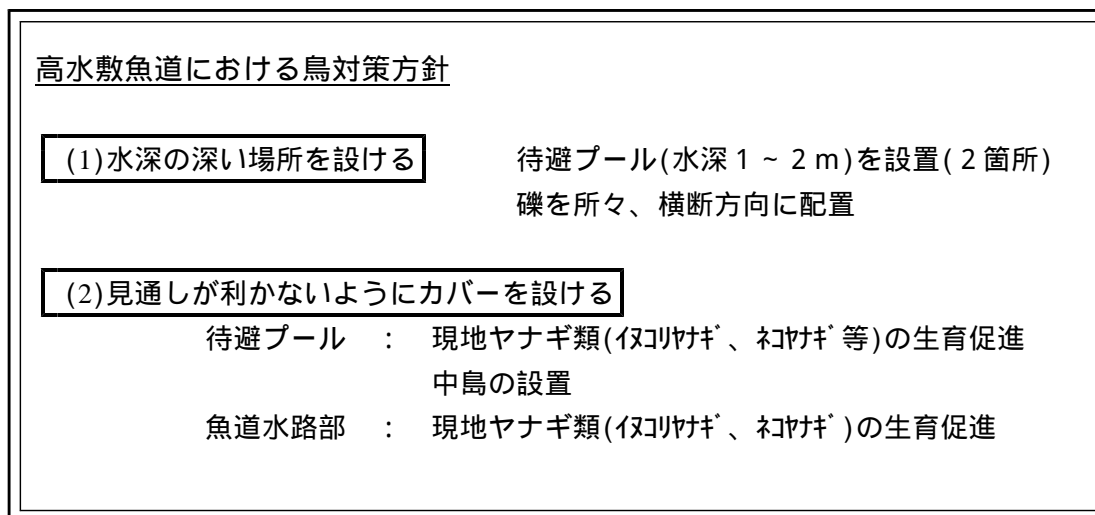 高水敷魚道における鳥対策方針
(1)水深の深い場所を設ける 待避プール(水深1~2m)を設置(2箇所)
礫を所々、横断方向に配置
(2)見通しが利かないようにカバーを設ける
待避プール : 現地ヤナギ類(ｲﾇｺﾘﾔﾅｷﾞ、ﾈｺﾔﾅｷﾞ等)の生育促進
中島の設置
魚道水路部 : 現地ヤナギ類(ｲﾇｺﾘﾔﾅｷﾞ、ﾈｺﾔﾅｷﾞ)の生育促進